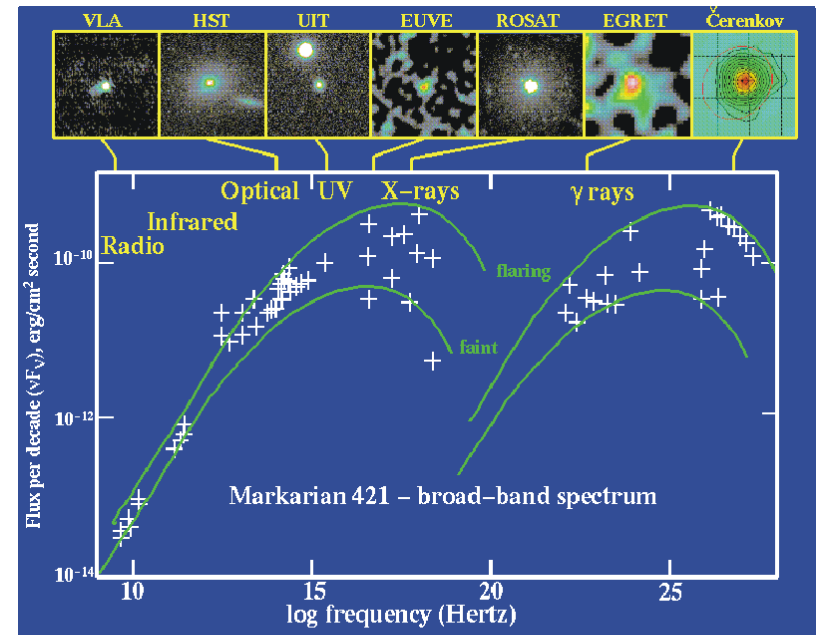 VLA HST UIT EUVE ROSAT EGRET Čerenkov
Optical UV X-rays γ rays
Infrared
Radio
10⁻¹⁰
flaring
faint
10⁻¹²
Markarian 421 – broad-band spectrum
10⁻¹⁴
10 15 20 25
log frequency (Hertz)
Flux per decade (νFν), erg/cm² second